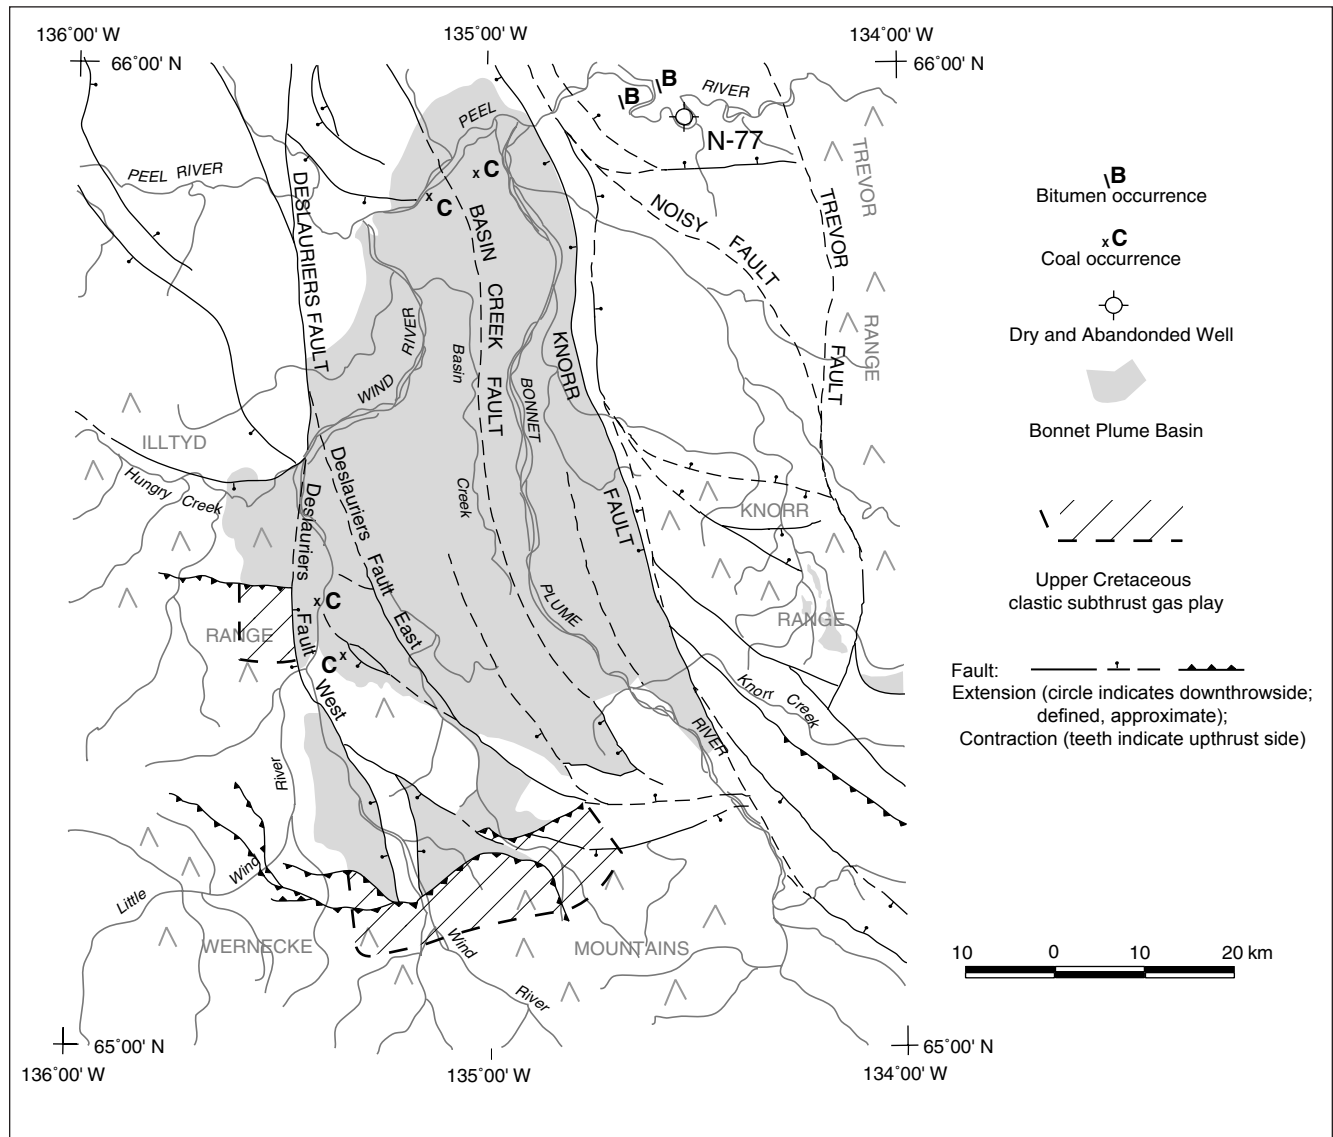 136°00' W
135°00' W
134°00' W
66°00' N
66°00' N
B
B
RIVER
PEEL
N-77
PEEL RIVER
C
C
DESLAURIERS FAULT
BASIN CREEK FAULT
NOISY FAULT
TREVOR FAULT
TREVOR RANGE
KNORR FAULT
WIND RIVER
Basin Creek
BONNET PLUME RIVER
ILLTYD RANGE
Hungry Creek
Deslauriers Fault West
Deslauriers Fault East
KNORR RANGE
C
C
Knorr Creek
Little Wind River
Wind River
WERNECKE MOUNTAINS
65°00' N
65°00' N
136°00' W
135°00' W
134°00' W
B
Bitumen occurrence
x C
Coal occurrence
Dry and Abandonded Well
Bonnet Plume Basin
Upper Cretaceous
clastic subthrust gas play
Fault:
Extension (circle indicates downthrowside;
defined, approximate);
Contraction (teeth indicate upthrust side)
10 0 10 20 km